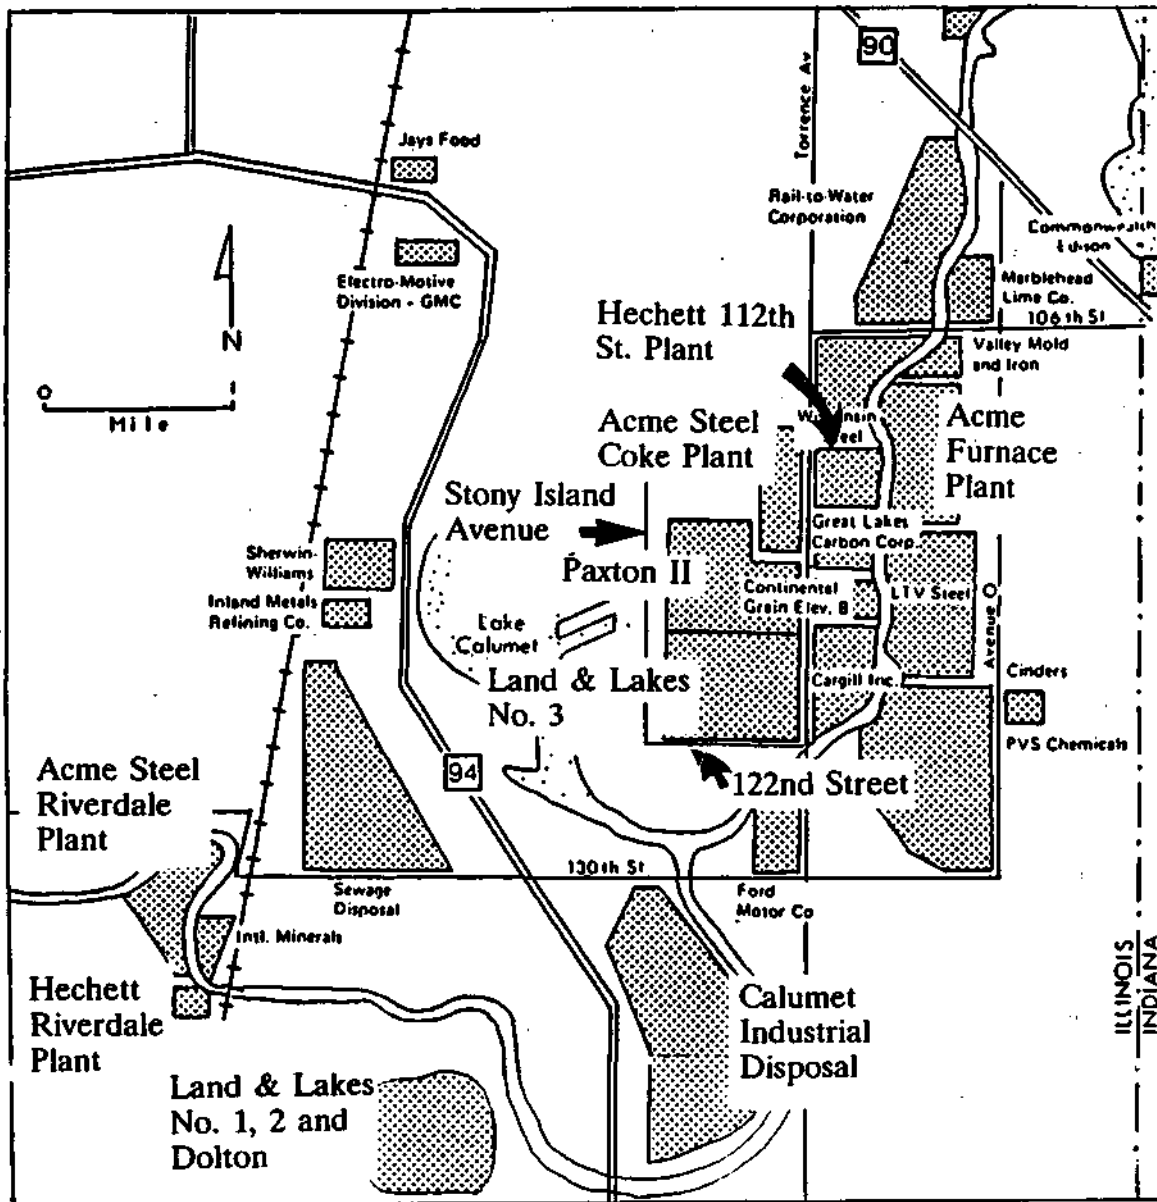 90
Torrence Av
Jays Food
Rail-to-Water
Corporation
Commonwealth
Edison
Electro-Motive
Division - GMC
Marblehead
Lime Co.
106th St
Hechett 112th
St. Plant
N
Valley Mold
and Iron
O
Mile
Wisconsin
Steel
Acme Steel
Coke Plant
Acme
Furnace
Plant
Stony Island
Avenue
Great Lakes
Carbon Corp.
Sherwin-
Williams
Paxton II
Inland Metals
Refining Co.
Continental
Grain Elev. B
LTV Steel
Avenue O
Lake
Calumet
Land & Lakes
No. 3
Cargill Inc.
Cinders
PVS Chemicals
94
122nd Street
Acme Steel
Riverdale
Plant
130th St
Sewage
Disposal
Ford
Motor Co
Intl. Minerals
Hechett
Riverdale
Plant
Calumet
Industrial
Disposal
ILLINOIS
INDIANA
Land & Lakes
No. 1, 2 and
Dolton